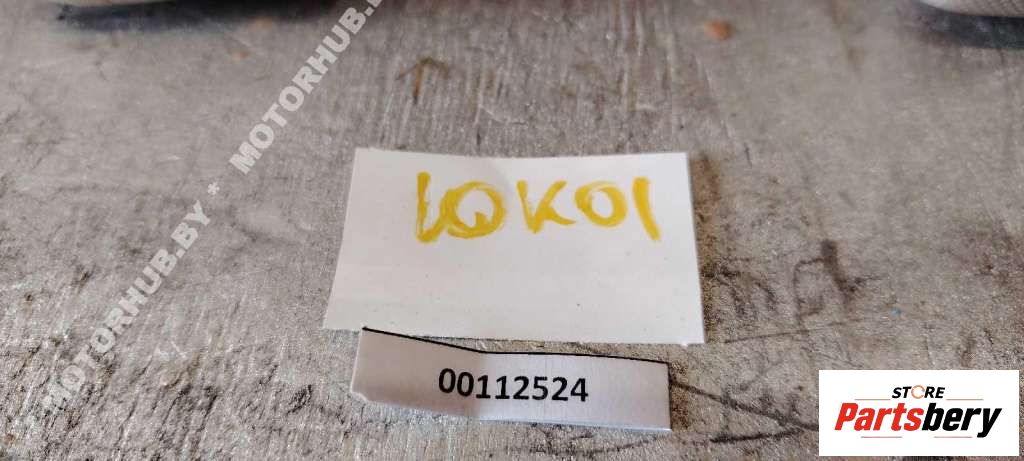 MOTORHUB.BY * MOTORHUB.BY
LQK01
00112524
STORE
Partsbery